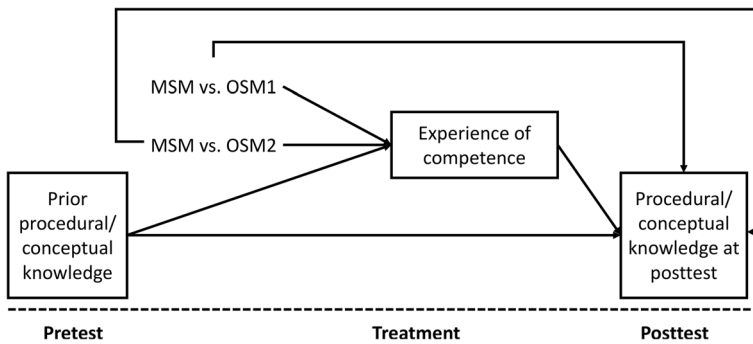 MSM vs. OSM1
MSM vs. OSM2
Experience of
competence
Prior
procedural/
conceptual
knowledge
Procedural/
conceptual
knowledge at
posttest
Pretest
Treatment
Posttest